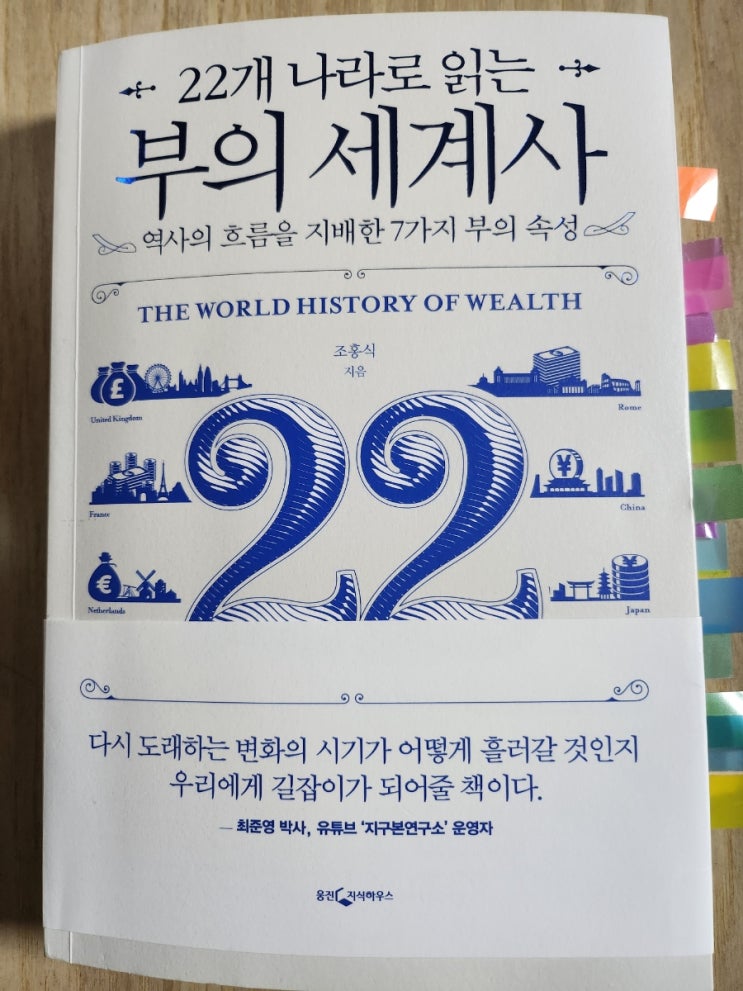 22개 나라로 읽는
부의 세계사
역사의 흐름을 지배한 7가지 부의 속성
THE WORLD HISTORY OF WEALTH
조홍식
지음
£
United Kingdom
Rome
22
¥
France
China
€
¥
Netherlands
Japan
다시 도래하는 변화의 시기가 어떻게 흘러갈 것인지
우리에게 길잡이가 되어줄 책이다.
— 최준영 박사, 유튜브 '지구본연구소' 운영자
웅진 지식하우스